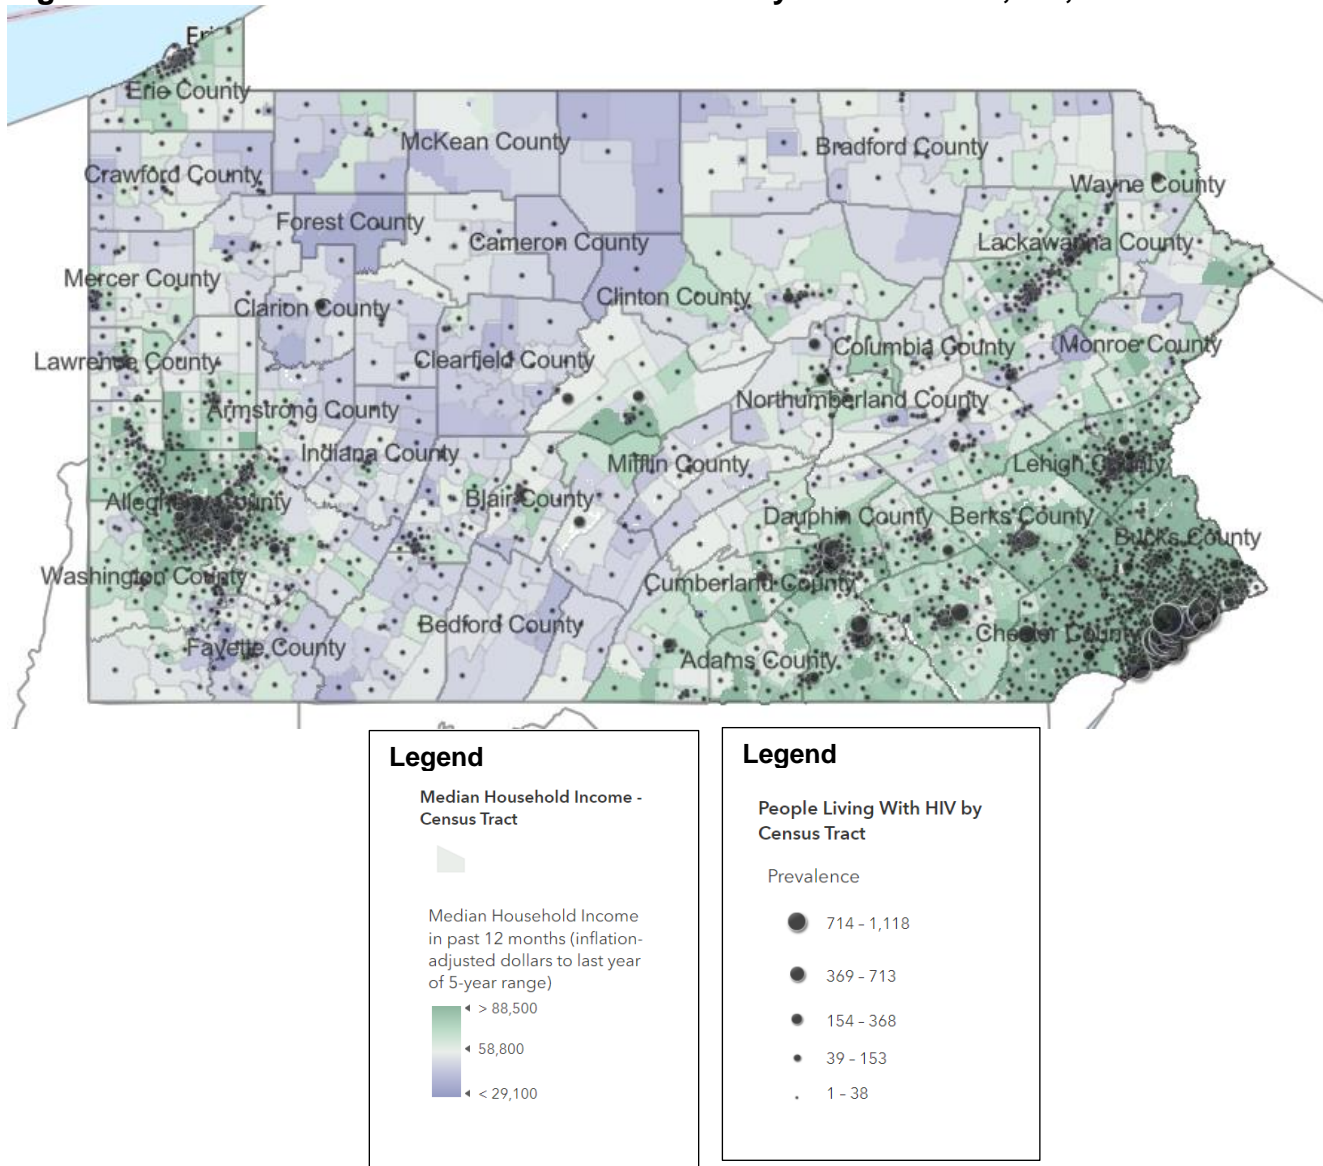 Erie
Erie County
McKean County
Bradford County
Crawford County
Wayne County
Forest County
Cameron County
Lackawanna County
Mercer County
Clinton County
Clarion County
Lawrence County
Clearfield County
Columbia County
Monroe County
Armstrong County
Northumberland County
Indiana County
Mifflin County
Lehigh County
Allegheny County
Blair County
Dauphin County
Berks County
Bucks County
Washington County
Cumberland County
Bedford County
Chester County
Fayette County
Adams County
Legend
Median Household Income -
Census Tract
Median Household Income
in past 12 months (inflation-
adjusted dollars to last year
of 5-year range)
> 88,500
58,800
< 29,100
Legend
People Living With HIV by
Census Tract
Prevalence
714 – 1,118
369 – 713
154 – 368
39 – 153
1 – 38